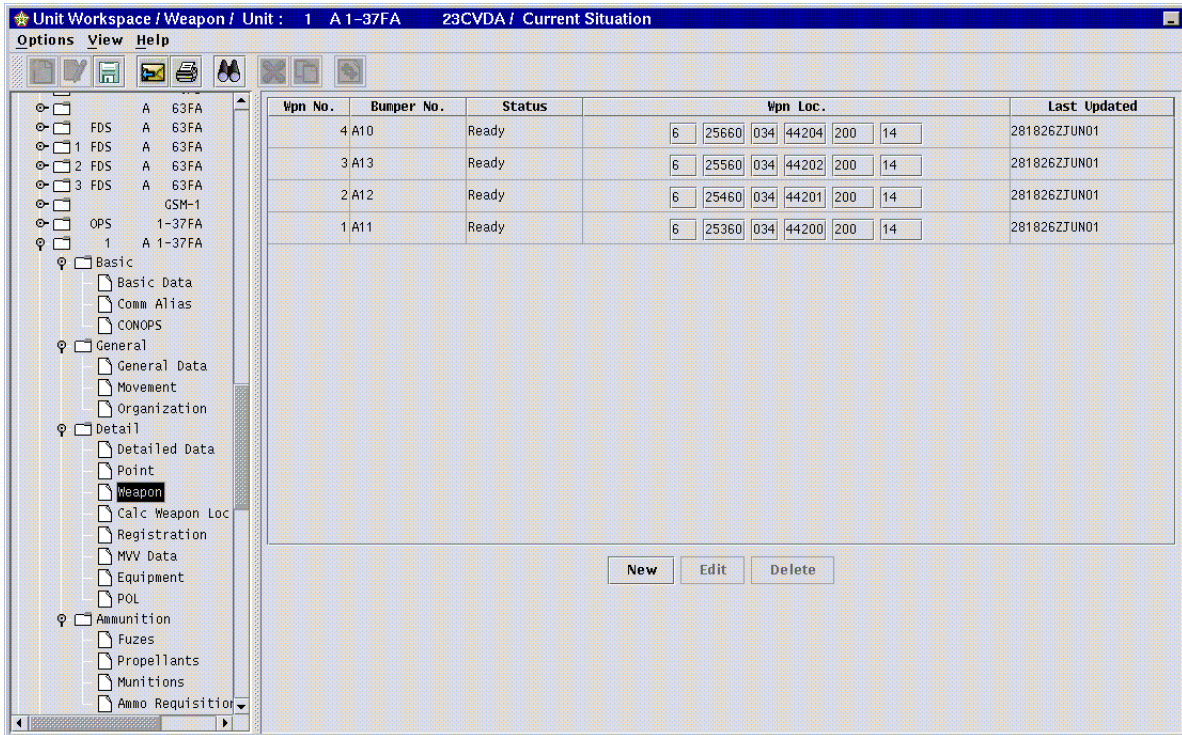 Unit Workspace / Weapon / Unit : 1 A 1-37FA 23CVDA / Current Situation
Options View Help
A 63FA
FDS A 63FA
1 FDS A 63FA
2 FDS A 63FA
3 FDS A 63FA
GSM-1
OPS 1-37FA
1 A 1-37FA
Basic
Basic Data
Comm Alias
CONOPS
General
General Data
Movement
Organization
Detail
Detailed Data
Point
Weapon
Calc Weapon Loc
Registration
MVV Data
Equipment
POL
Ammunition
Fuzes
Propellants
Munitions
Ammo Requisition
Wpn No. Bumper No. Status Wpn Loc. Last Updated
4 A10 Ready 6 25660 034 44204 200 14 281826ZJUN01
3 A13 Ready 6 25560 034 44202 200 14 281826ZJUN01
2 A12 Ready 6 25460 034 44201 200 14 281826ZJUN01
1 A11 Ready 6 25360 034 44200 200 14 281826ZJUN01
New Edit Delete